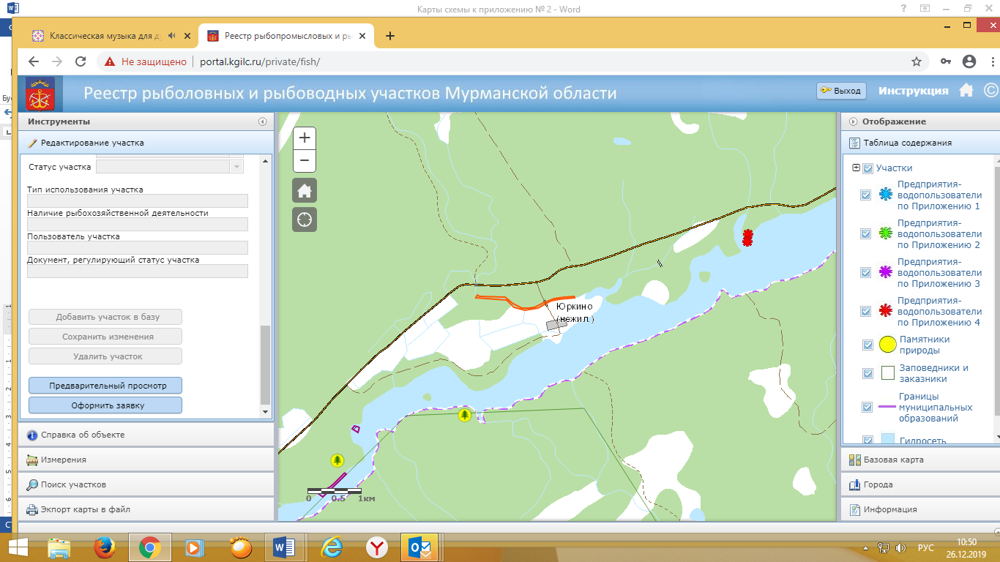 Карты схемы к приложению № 2 - Word
Классическая музыка для д
Реестр рыбопромысловых и ры
Не защищено
portal.kgilc.ru/private/fish/
Реестр рыболовных и рыбоводных участков Мурманской области
Выход
Инструкция
Инструменты
Редактирование участка
Статус участка
Тип использования участка
Наличие рыбохозяйственной деятельности
Пользователь участка
Документ, регулирующий статус участка
Добавить участок в базу
Сохранить изменения
Удалить участок
Предварительный просмотр
Оформить заявку
Справка об объекте
Измерения
Поиск участков
Экспорт карты в файл
Юркино
(нежил.)
0 0.5 1км
Отображение
Таблица содержания
Участки
Предприятия-
водопользователи
по Приложению 1
Предприятия-
водопользователи
по Приложению 2
Предприятия-
водопользователи
по Приложению 3
Предприятия-
водопользователи
по Приложению 4
Памятники
природы
Заповедники и
заказники
Границы
муниципальных
образований
Гидросеть
Базовая карта
Города
Информация
РУС
10:50
26.12.2019